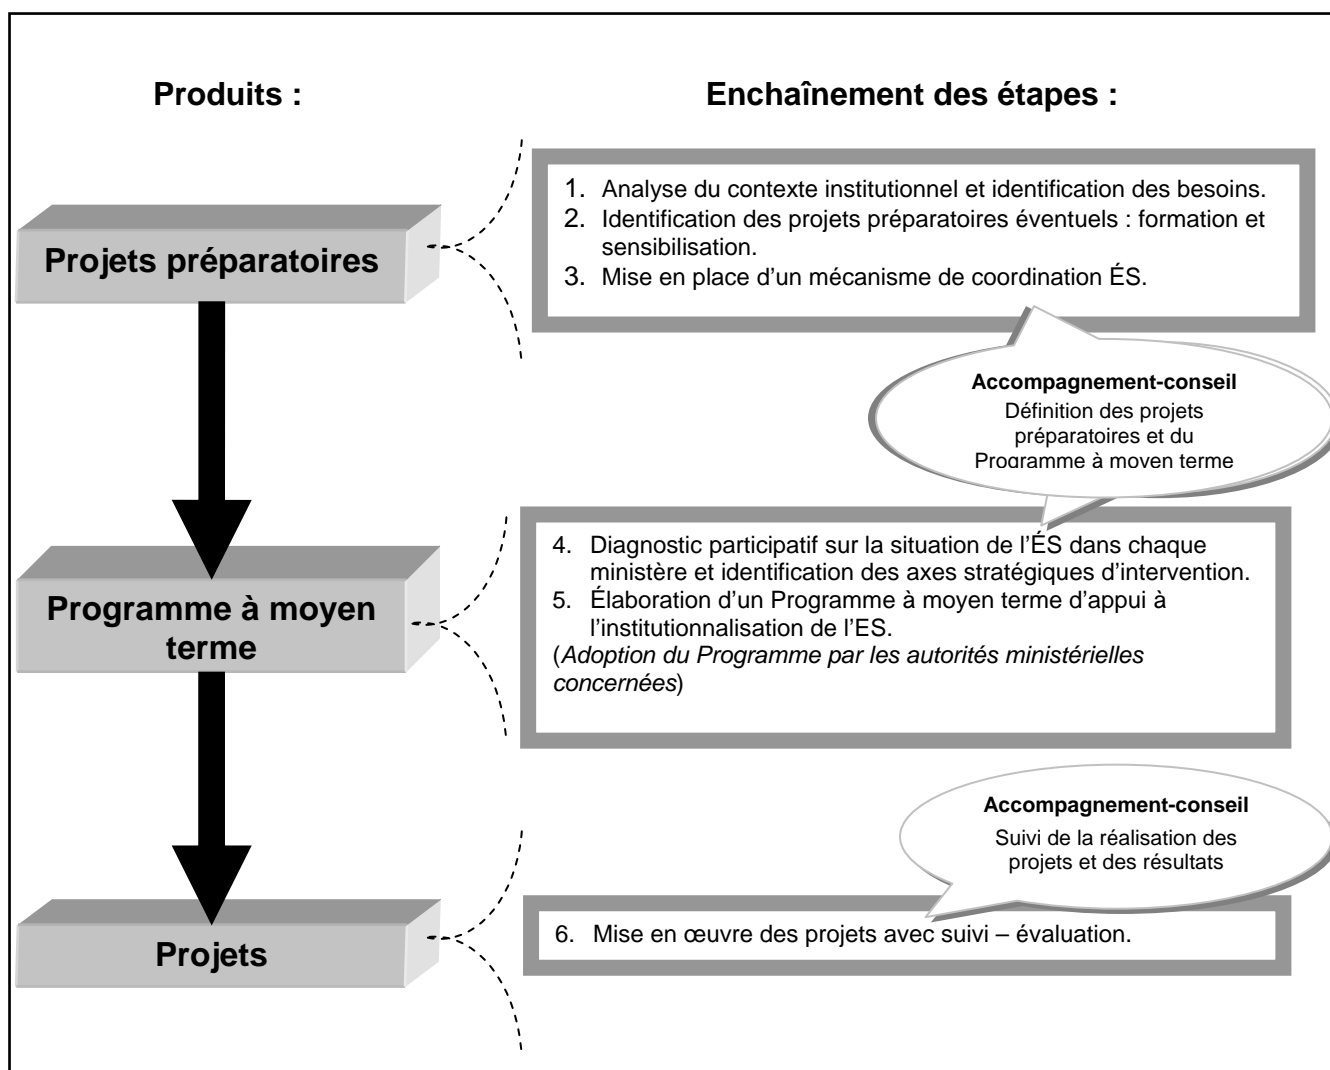 Produits :
Enchaînement des étapes :
Projets préparatoires
1. Analyse du contexte institutionnel et identification des besoins.
2. Identification des projets préparatoires éventuels : formation et
sensibilisation.
3. Mise en place d’un mécanisme de coordination ÉS.
Accompagnement-conseil
Définition des projets
préparatoires et du
Programme à moyen terme
Programme à moyen
terme
4. Diagnostic participatif sur la situation de l’ÉS dans chaque
ministère et identification des axes stratégiques d’intervention.
5. Élaboration d’un Programme à moyen terme d’appui à
l’institutionnalisation de l’ES.
(Adoption du Programme par les autorités ministérielles
concernées)
Accompagnement-conseil
Suivi de la réalisation des
projets et des résultats
Projets
6. Mise en œuvre des projets avec suivi – évaluation.